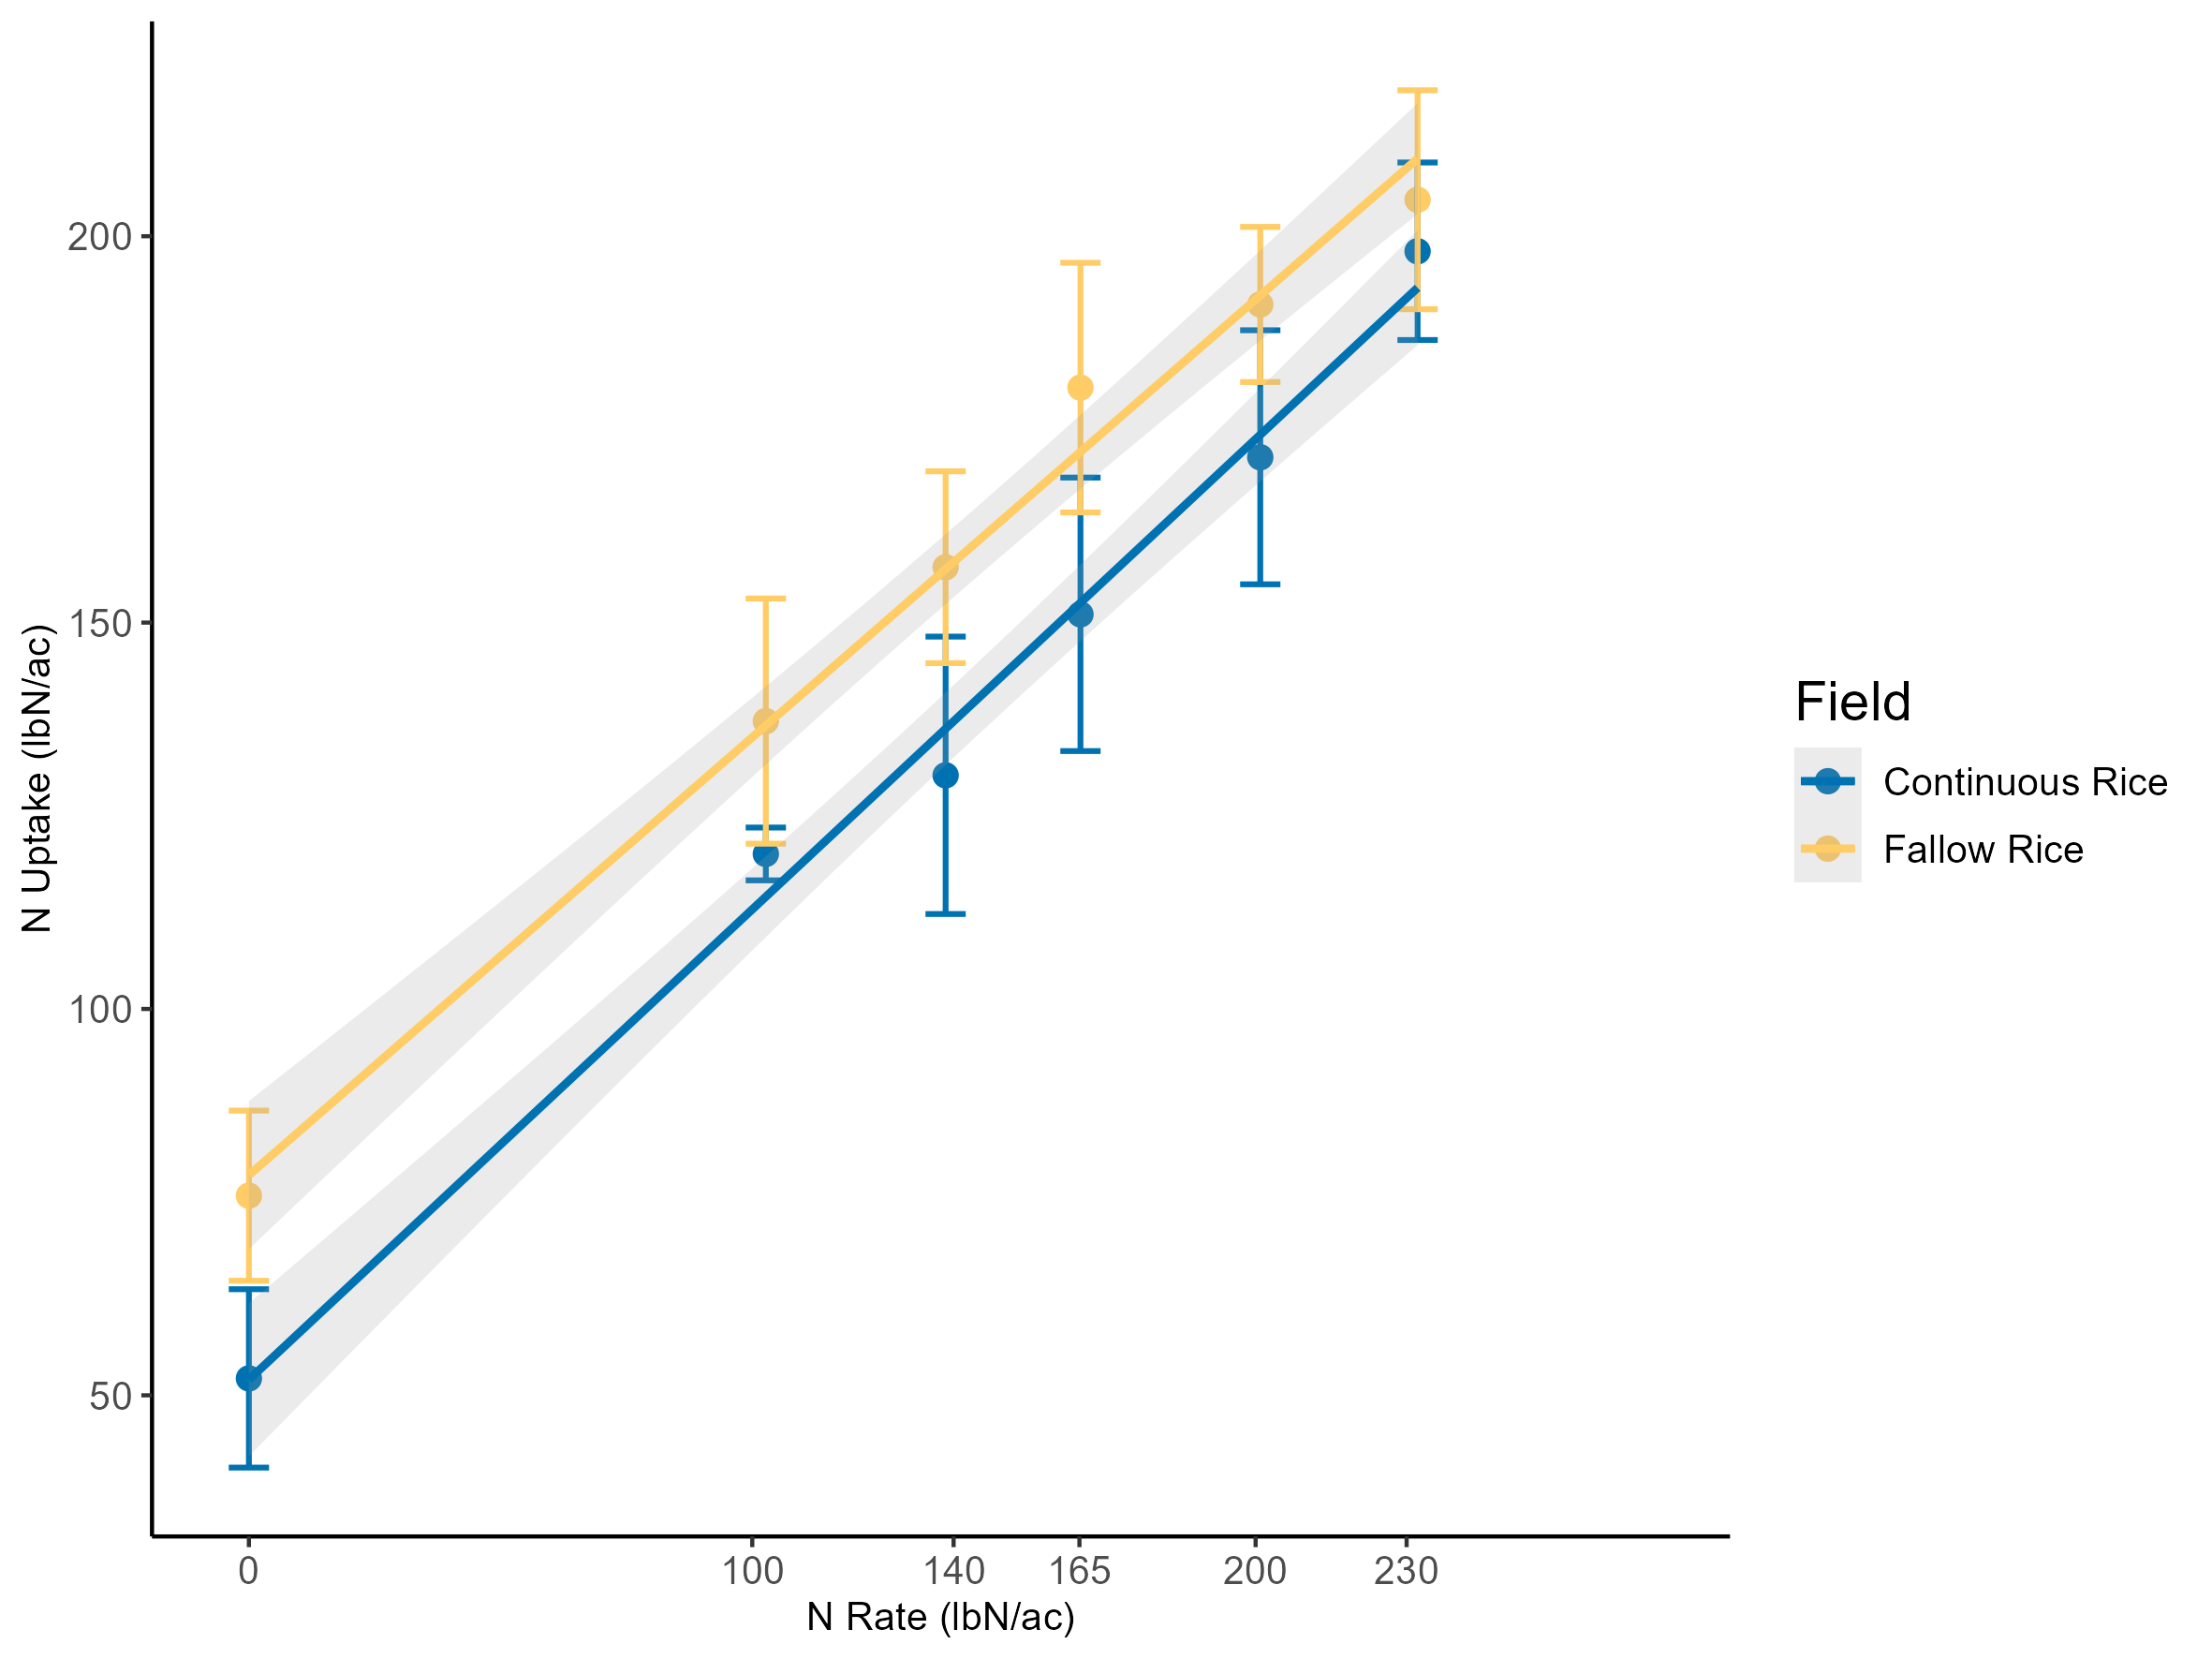 200
150
100
50
N Uptake (lbN/ac)
0 100 140 165 200 230
N Rate (lbN/ac)
Field
Continuous Rice
Fallow Rice